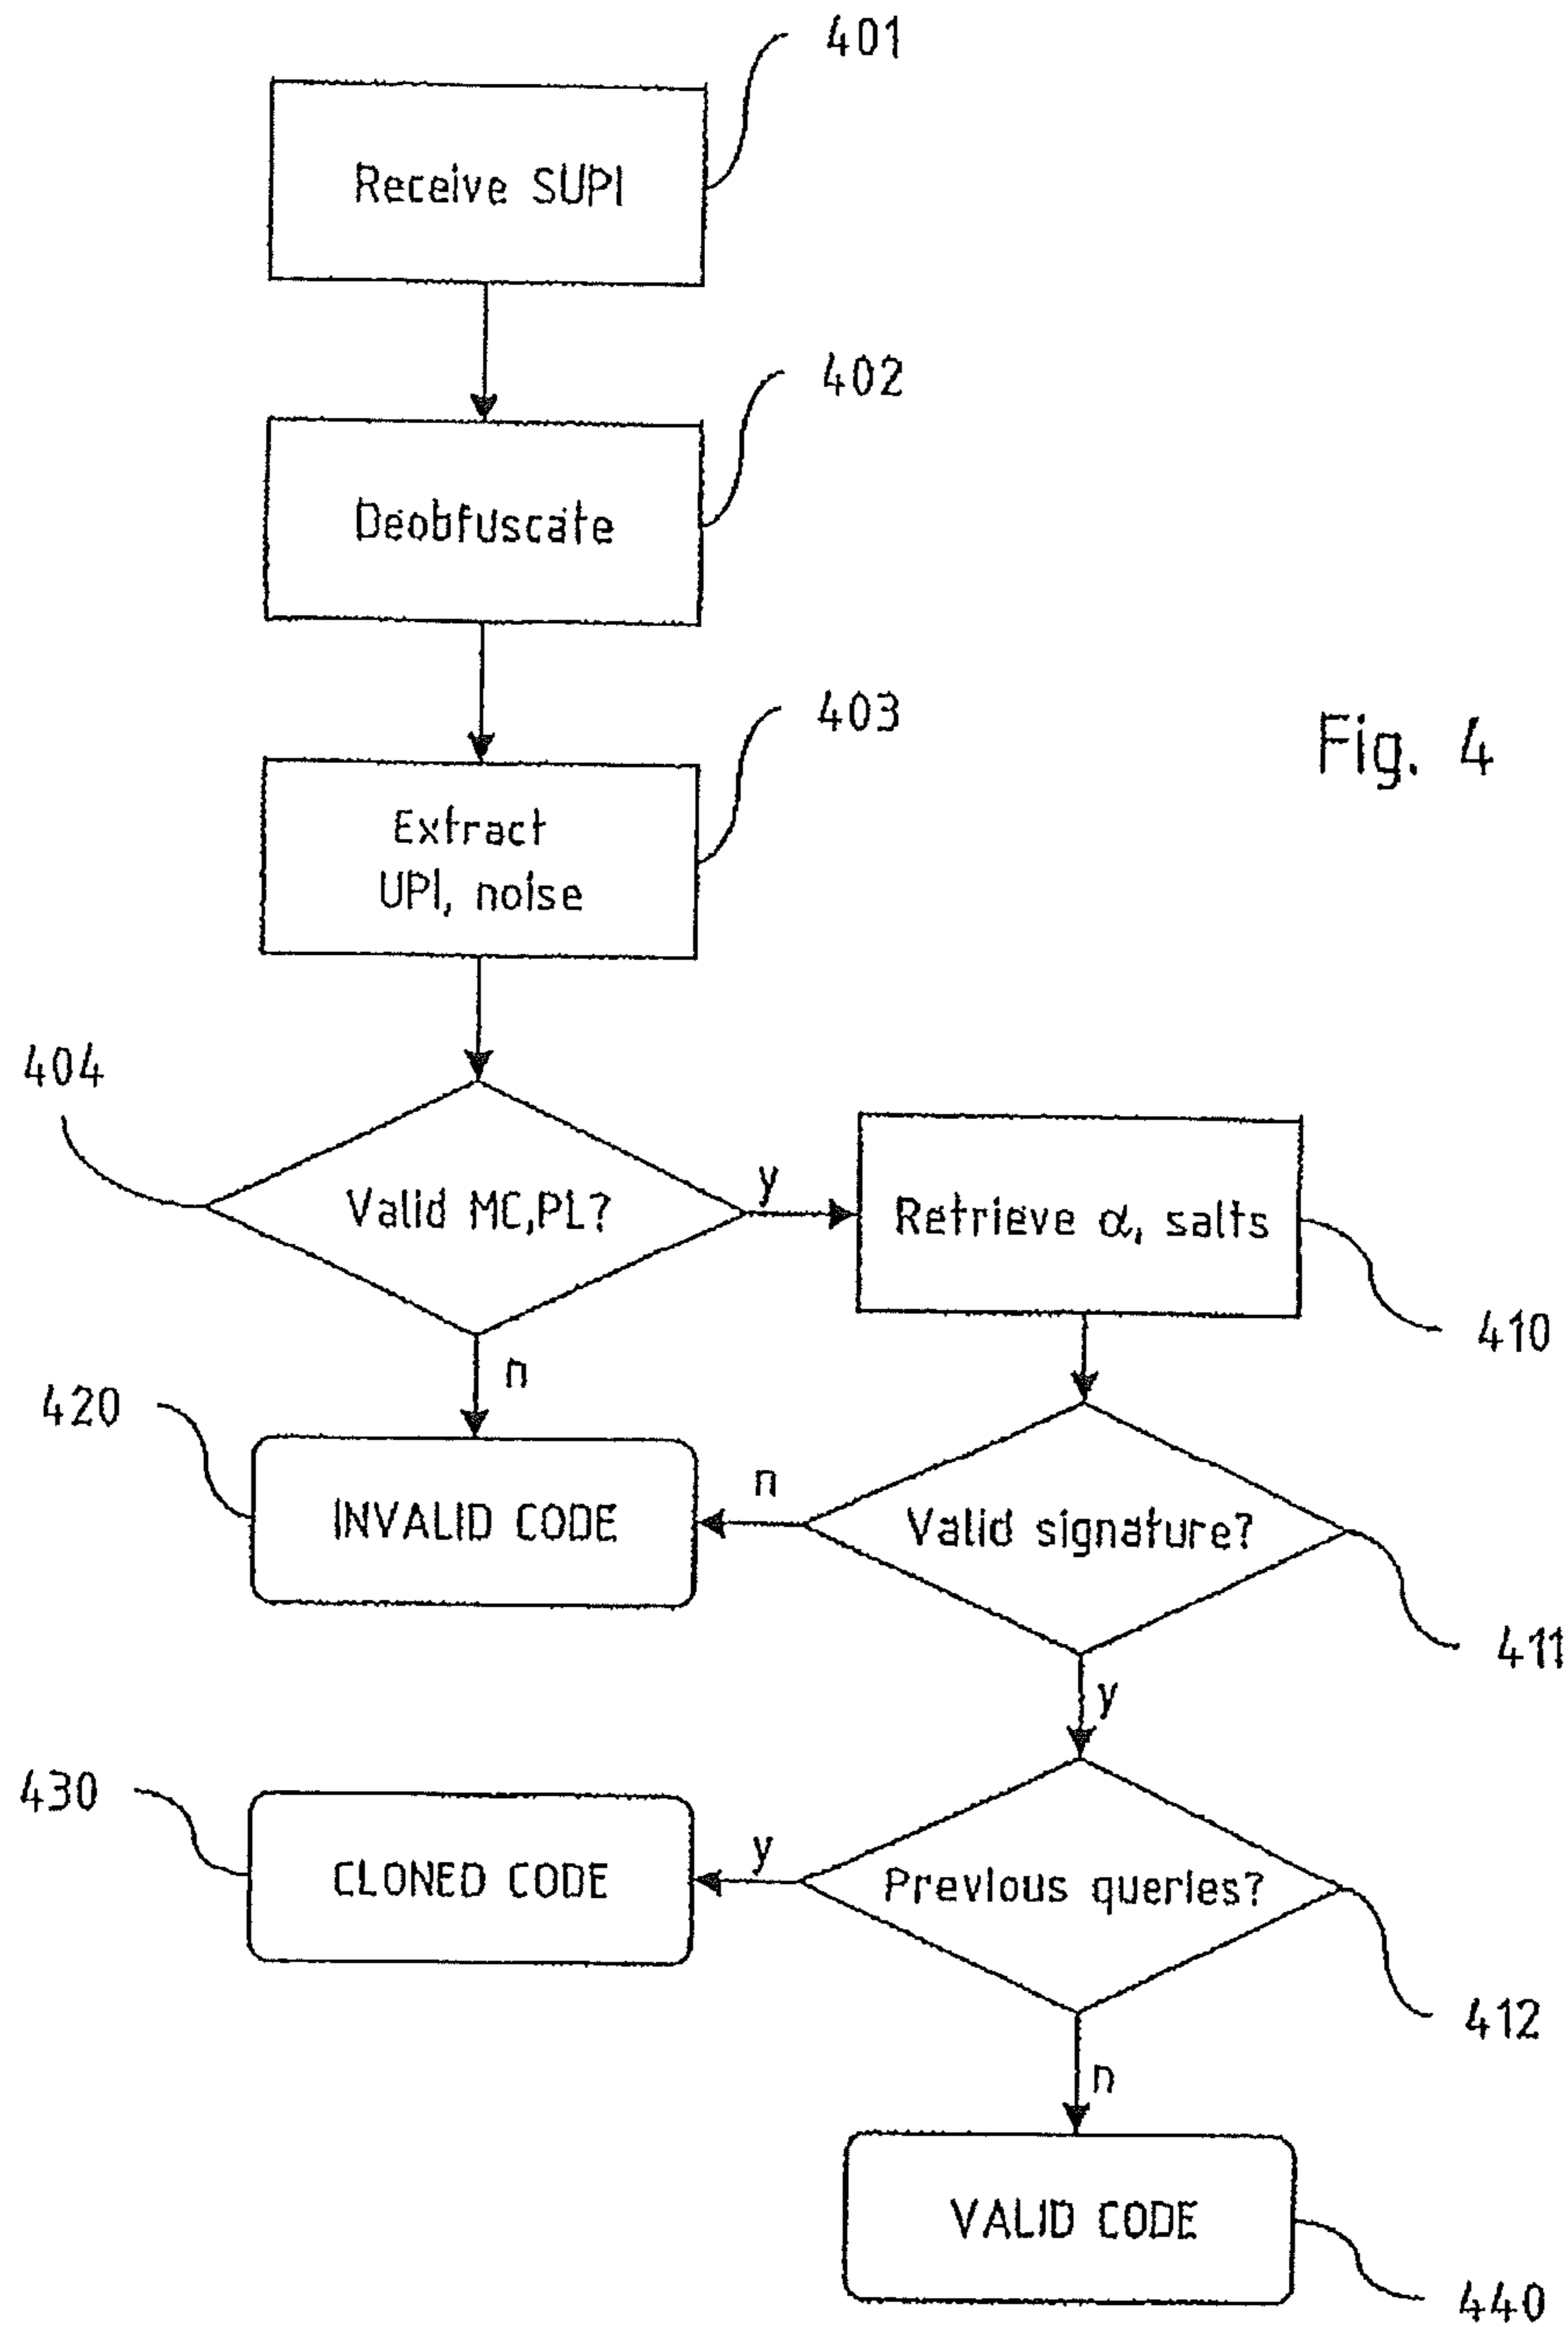 401
Receive SUPI
402
Deobfuscate
403
Extract
UPI, noise
Fig. 4
404
Valid MC,PL?
y
Retrieve α, salts
410
n
420
INVALID CODE
n
Valid signature?
411
y
430
CLONED CODE
y
Previous queries?
412
n
VALID CODE
440